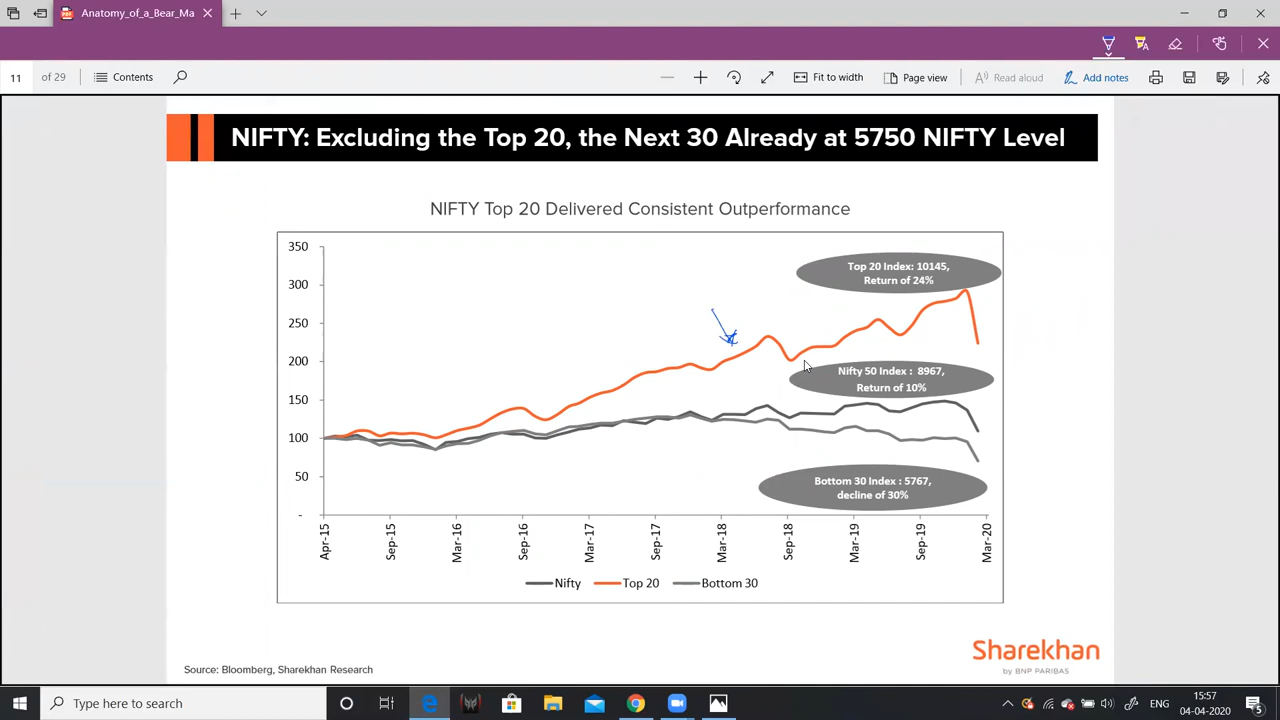 Anatomy_of_a_Bear_Ma
11 of 29 Contents Fit to width Page view Read aloud Add notes
NIFTY: Excluding the Top 20, the Next 30 Already at 5750 NIFTY Level
NIFTY Top 20 Delivered Consistent Outperformance
350
300
250
200
150
100
50
-
Top 20 Index: 10145,
Return of 24%
Nifty 50 Index : 8967,
Return of 10%
Bottom 30 Index : 5767,
decline of 30%
Apr-15 Sep-15 Mar-16 Sep-16 Mar-17 Sep-17 Mar-18 Sep-18 Mar-19 Sep-19 Mar-20
Nifty Top 20 Bottom 30
Source: Bloomberg, Sharekhan Research
Sharekhan
by BNP PARIBAS
Type here to search
ENG
15:57
04-04-2020
5